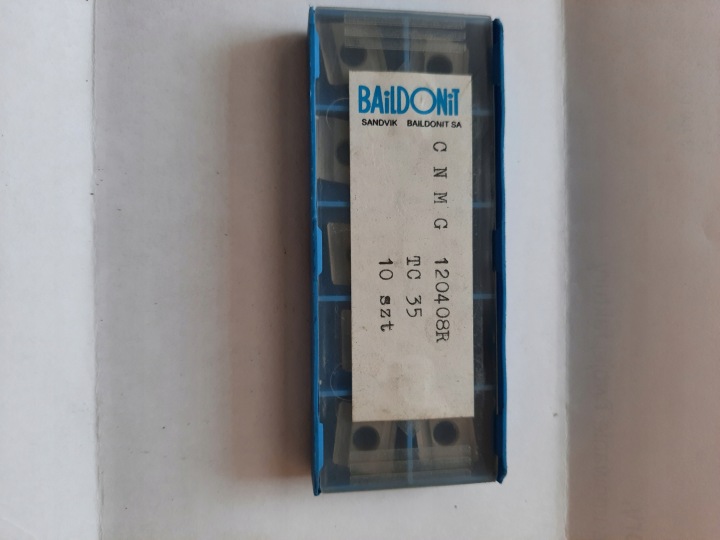 BAiLDONiT
SANDVIK BAILDONIT SA
C N M G 120408R
TC 35
10 szt